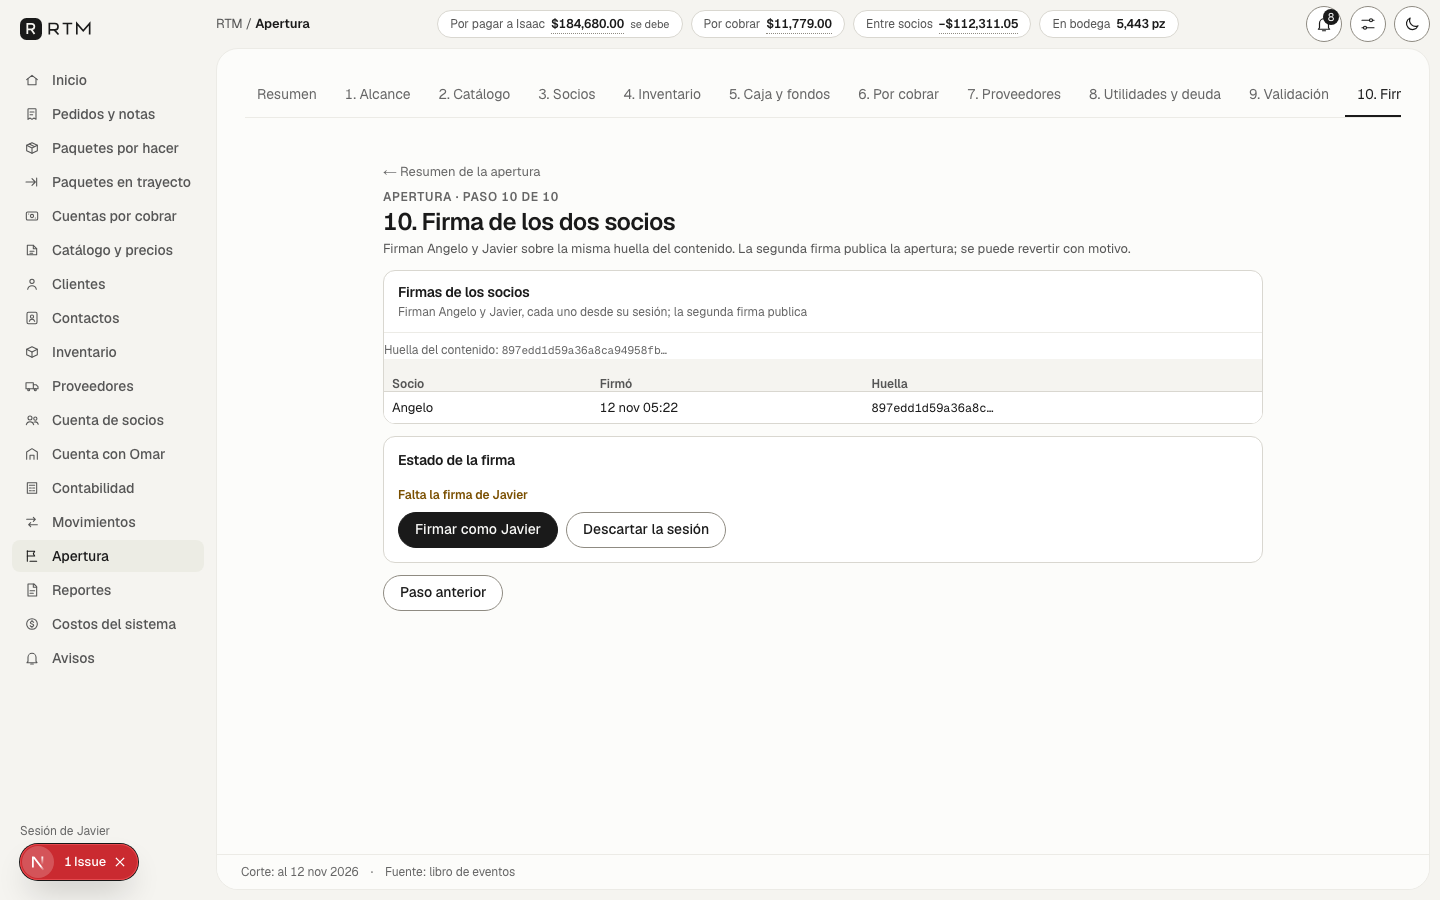 R RTM
RTM / Apertura
Por pagar a Isaac $184,680.00 se debe
Por cobrar $11,779.00
Entre socios −$112,311.05
En bodega 5,443 pz
8
Inicio
Pedidos y notas
Paquetes por hacer
Paquetes en trayecto
Cuentas por cobrar
Catálogo y precios
Clientes
Contactos
Inventario
Proveedores
Cuenta de socios
Cuenta con Omar
Contabilidad
Movimientos
Apertura
Reportes
Costos del sistema
Avisos
Sesión de Javier
N 1 Issue
Resumen
1. Alcance
2. Catálogo
3. Socios
4. Inventario
5. Caja y fondos
6. Por cobrar
7. Proveedores
8. Utilidades y deuda
9. Validación
10. Firr
← Resumen de la apertura
APERTURA · PASO 10 DE 10
10. Firma de los dos socios
Firman Angelo y Javier sobre la misma huella del contenido. La segunda firma publica la apertura; se puede revertir con motivo.
Firmas de los socios
Firman Angelo y Javier, cada uno desde su sesión; la segunda firma publica
Huella del contenido: 897edd1d59a36a8ca94958fb…
Socio Firmó Huella
Angelo 12 nov 05:22 897edd1d59a36a8c…
Estado de la firma
Falta la firma de Javier
Firmar como Javier
Descartar la sesión
Paso anterior
Corte: al 12 nov 2026 · Fuente: libro de eventos